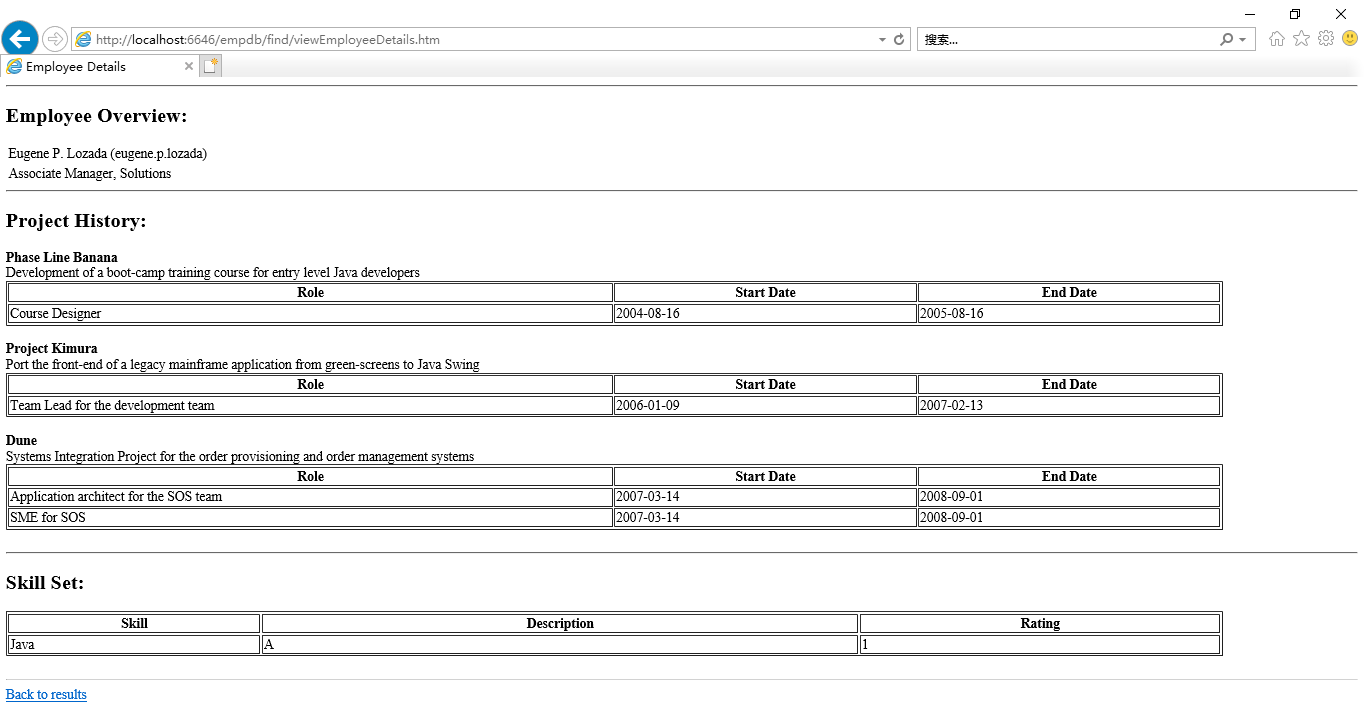 http://localhost:6646/empdb/find/viewEmployeeDetails.htm
搜索...
Employee Details
Employee Overview:
Eugene P. Lozada (eugene.p.lozada)
Associate Manager, Solutions
Project History:
Phase Line Banana
Development of a boot-camp training course for entry level Java developers
Role Start Date End Date
Course Designer 2004-08-16 2005-08-16
Project Kimura
Port the front-end of a legacy mainframe application from green-screens to Java Swing
Role Start Date End Date
Team Lead for the development team 2006-01-09 2007-02-13
Dune
Systems Integration Project for the order provisioning and order management systems
Role Start Date End Date
Application architect for the SOS team 2007-03-14 2008-09-01
SME for SOS 2007-03-14 2008-09-01
Skill Set:
Skill Description Rating
Java A 1
Back to results